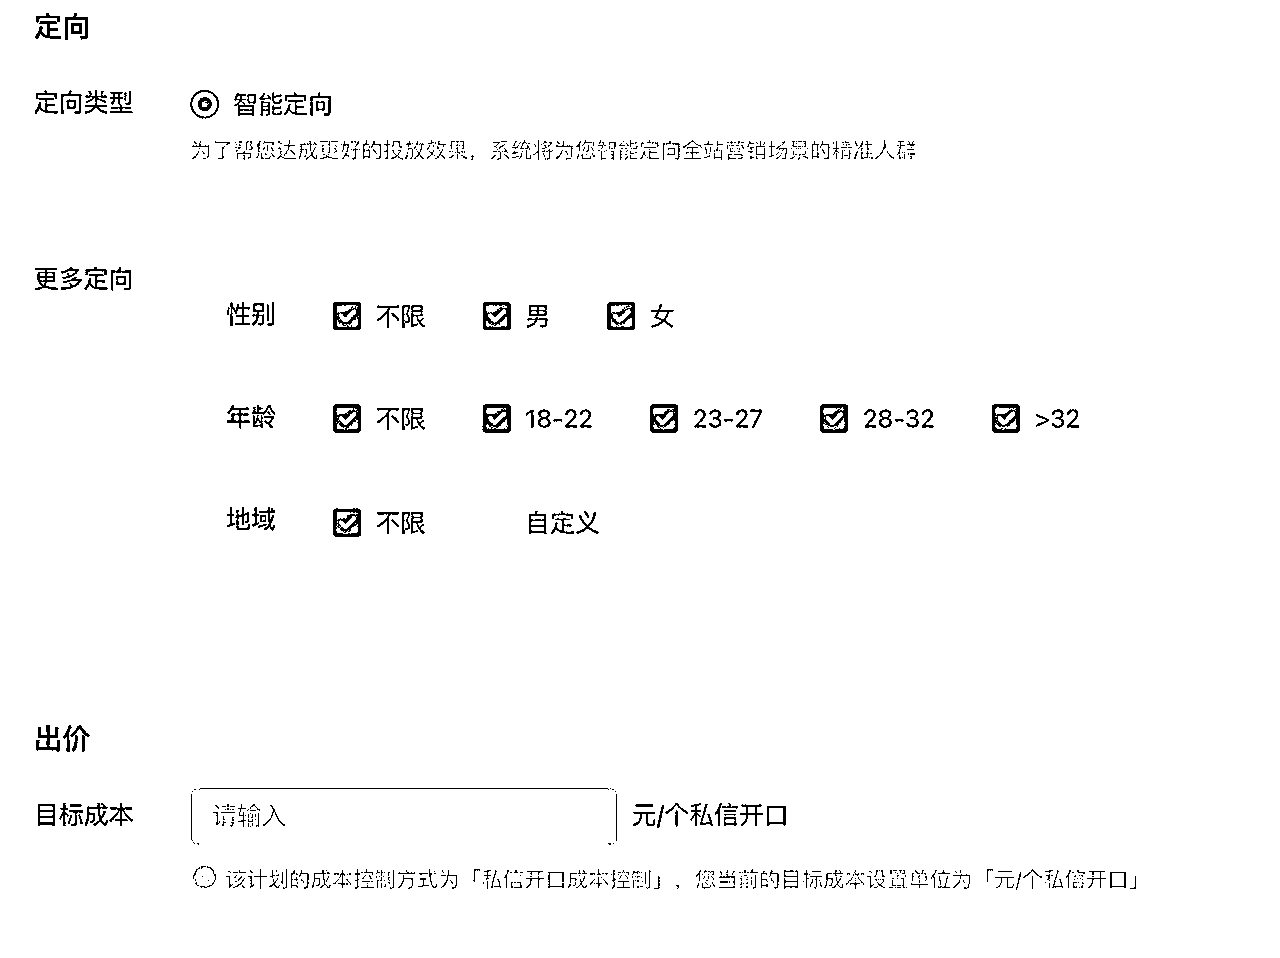 定向
定向类型 智能定向
为了帮您达成更好的投放效果，系统将为您智能定向全站营销场景的精准人群
更多定向
性别 不限 男 女
年龄 不限 18-22 23-27 28-32 >32
地域 不限 自定义
出价
目标成本 请输入 元/个私信开口
该计划的成本控制方式为「私信开口成本控制」，您当前的目标成本设置单位为「元/个私信开口」